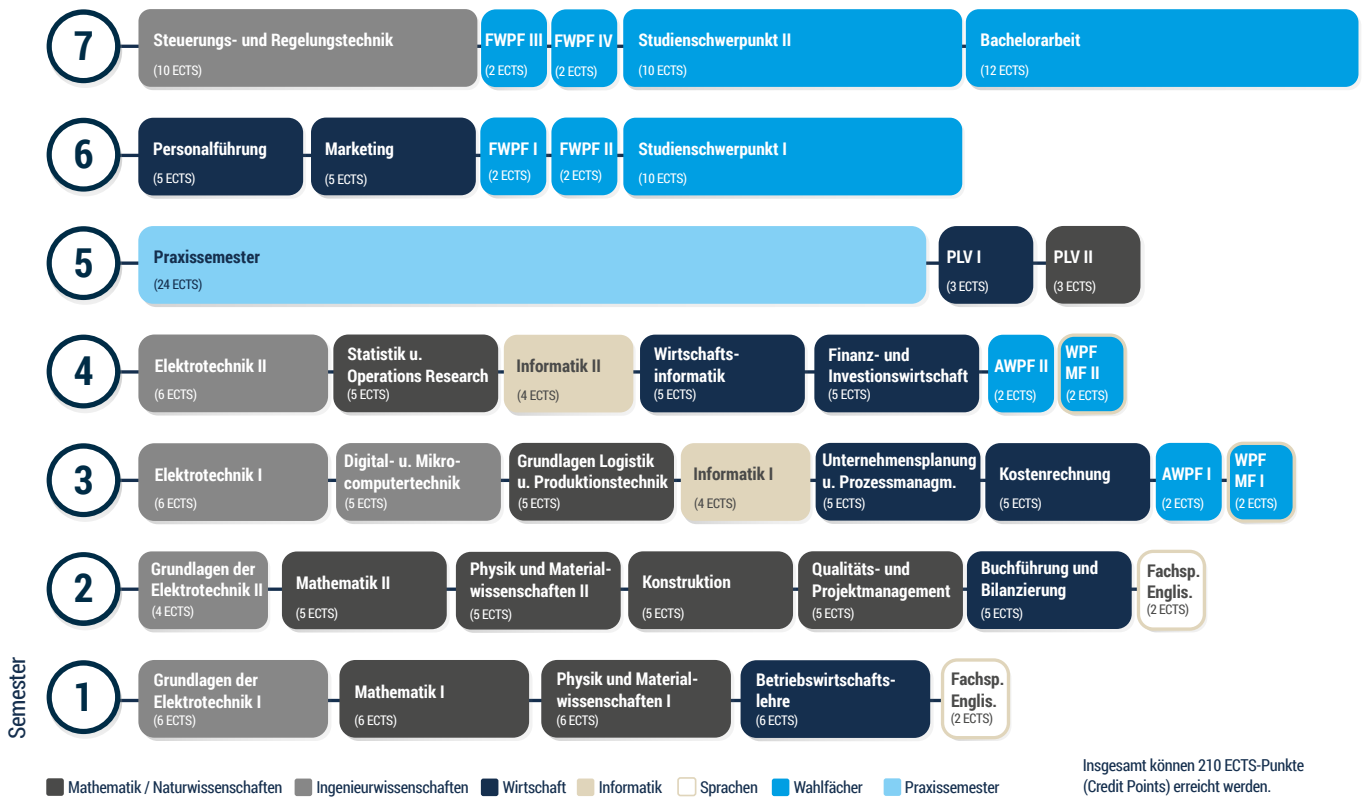 7
Steuerungs- und Regelungstechnik
(10 ECTS)
FWPF III
(2 ECTS)
FWPF IV
(2 ECTS)
Studienschwerpunkt II
(10 ECTS)
Bachelorarbeit
(12 ECTS)
6
Personalführung
(5 ECTS)
Marketing
(5 ECTS)
FWPF I
(2 ECTS)
FWPF II
(2 ECTS)
Studienschwerpunkt I
(10 ECTS)
5
Praxissemester
(24 ECTS)
PLV I
(3 ECTS)
PLV II
(3 ECTS)
4
Elektrotechnik II
(6 ECTS)
Statistik u.
Operations Research
(5 ECTS)
Informatik II
(4 ECTS)
Wirtschafts-
informatik
(5 ECTS)
Finanz- und
Investionswirtschaft
(5 ECTS)
AWPF II
(2 ECTS)
WPF
MF II
(2 ECTS)
3
Elektrotechnik I
(6 ECTS)
Digital- u. Mikro-
computertechnik
(5 ECTS)
Grundlagen Logistik
u. Produktionstechnik
(5 ECTS)
Informatik I
(4 ECTS)
Unternehmensplanung
u. Prozessmanagm.
(5 ECTS)
Kostenrechnung
(5 ECTS)
AWPF I
(2 ECTS)
WPF
MF I
(2 ECTS)
2
Grundlagen der
Elektrotechnik II
(4 ECTS)
Mathematik II
(5 ECTS)
Physik und Material-
wissenschaften II
(5 ECTS)
Konstruktion
(5 ECTS)
Qualitäts- und
Projektmanagement
(5 ECTS)
Buchführung und
Bilanzierung
(5 ECTS)
Fachsp.
Englis.
(2 ECTS)
Semester
1
Grundlagen der
Elektrotechnik I
(6 ECTS)
Mathematik I
(6 ECTS)
Physik und Material-
wissenschaften I
(6 ECTS)
Betriebswirtschafts-
lehre
(6 ECTS)
Fachsp.
Englis.
(2 ECTS)
Mathematik / Naturwissenschaften
Ingenieurwissenschaften
Wirtschaft
Informatik
Sprachen
Wahlfächer
Praxissemester
Insgesamt können 210 ECTS-Punkte
(Credit Points) erreicht werden.